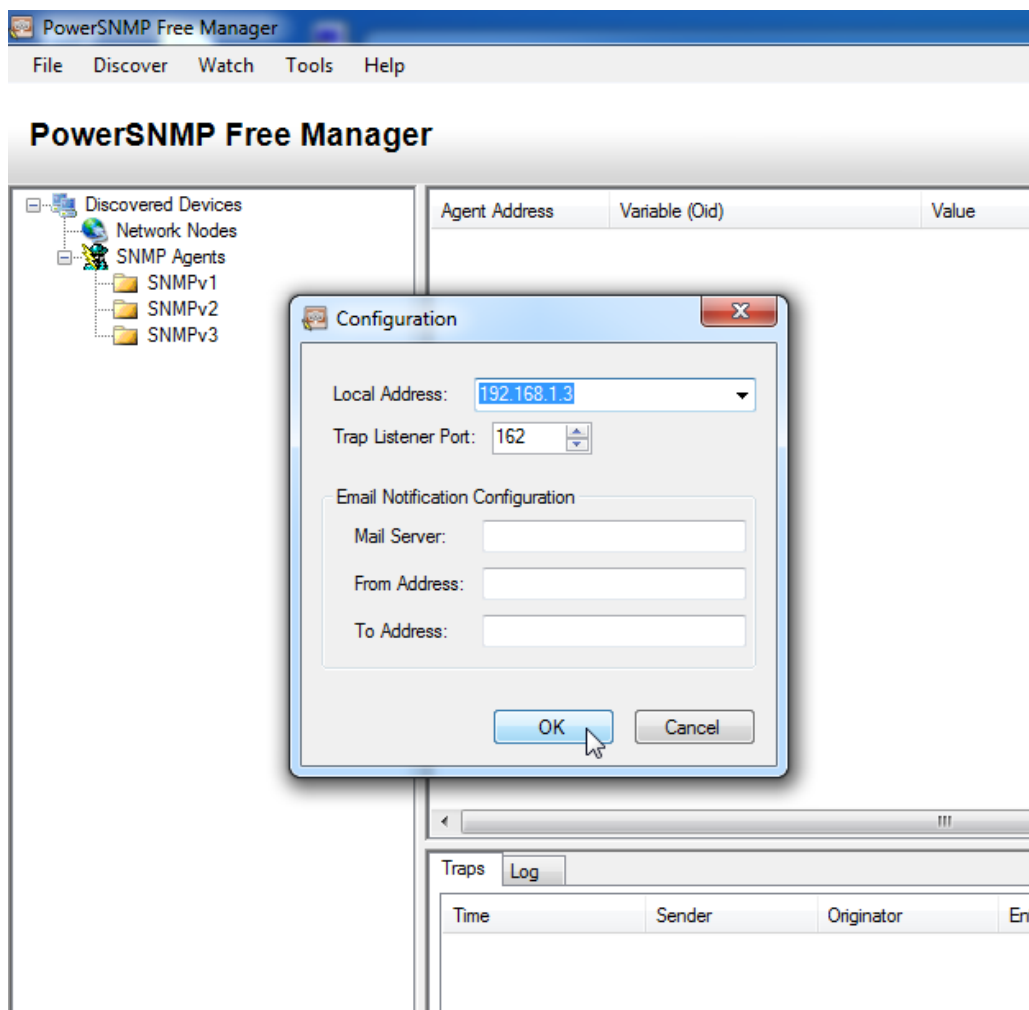 PowerSNMP Free Manager
File Discover Watch Tools Help
PowerSNMP Free Manager
Discovered Devices
Network Nodes
SNMP Agents
SNMPv1
SNMPv2
SNMPv3
Agent Address Variable (Oid) Value
Configuration
Local Address: 192.168.1.3
Trap Listener Port: 162
Email Notification Configuration
Mail Server:
From Address:
To Address:
OK Cancel
Traps Log
Time Sender Originator